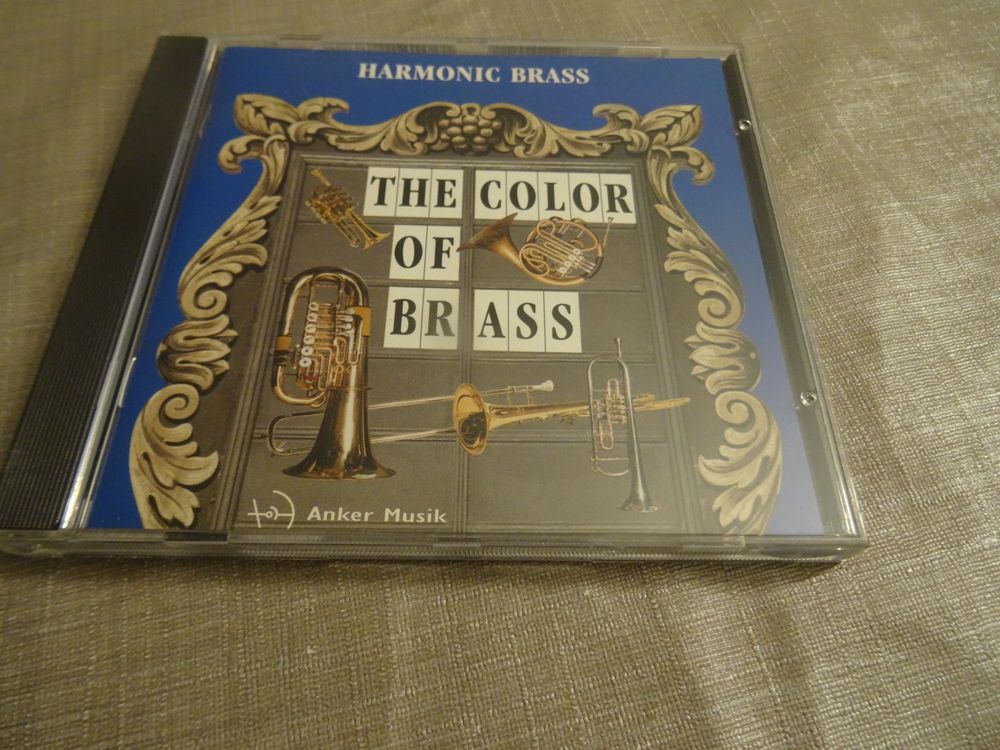 HARMONIC BRASS
THE COLOR
OF
BRASS
Anker Musik